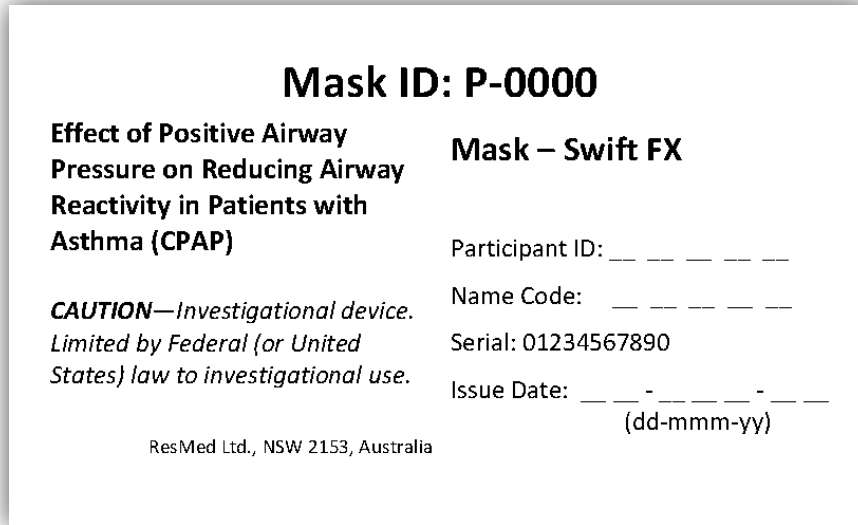 Mask ID: P-0000
Effect of Positive Airway
Pressure on Reducing Airway
Reactivity in Patients with
Asthma (CPAP)
CAUTION—Investigational device.
Limited by Federal (or United
States) law to investigational use.
ResMed Ltd., NSW 2153, Australia
Mask – Swift FX
Participant ID: __ __ __ __ __
Name Code: __ __ __ __ __
Serial: 01234567890
Issue Date: __ __ - __ __ __ - __ __
(dd-mmm-yy)